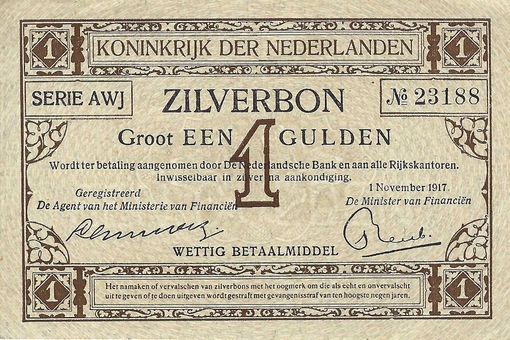 1 KONINKRIJK DER NEDERLANDEN 1
SERIE AWJ ZILVERBON № 23188
Groot EEN 1 GULDEN
Wordt ter betaling aangenomen door De Nederlandsche Bank en aan alle Rijkskantoren.
Inwisselbaar in zilver na aankondiging.
Geregistreerd 1 November 1917.
De Agent van het Ministerie van Financiën De Minister van Financiën
WETTIG BETAALMIDDEL
1 Het namaken of vervalschen van zilverbons met het oogmerk om die als echt en onvervalscht 1
uit te geven of te doen uitgeven wordt gestraft met gevangenisstraf van ten hoogste negen jaren.